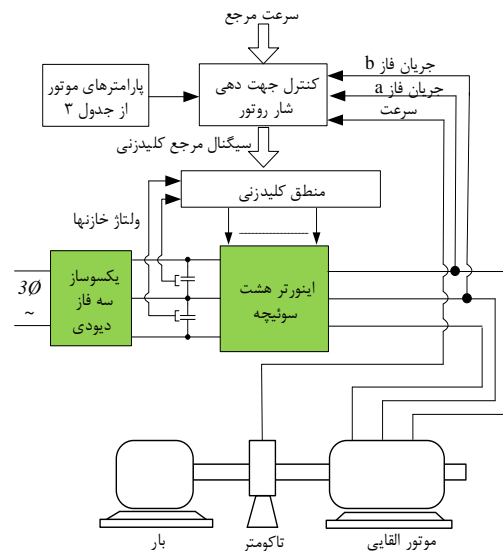 سرعت مرجع
جریان فاز b
جریان فاز a
سرعت
کنترل جهت دهی
شار روتور
پارامترهای موتور
از جدول ۳
سیگنال مرجع کلیدزنی
منطق کلیدزنی
ولتاژ خازنها
3Ø
~
یکسوساز
سه فاز
دیودی
اینورتر هشت
سوئیچه
بار
تاکومتر
موتور القایی